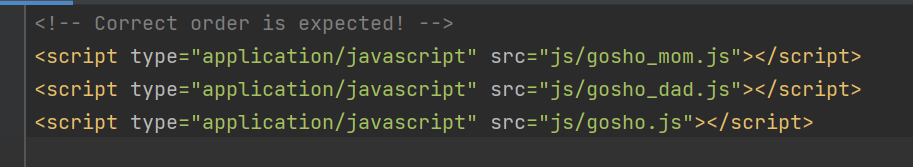 <!-- Correct order is expected! -->
<script type="application/javascript" src="js/gosho_mom.js"></script>
<script type="application/javascript" src="js/gosho_dad.js"></script>
<script type="application/javascript" src="js/gosho.js"></script>